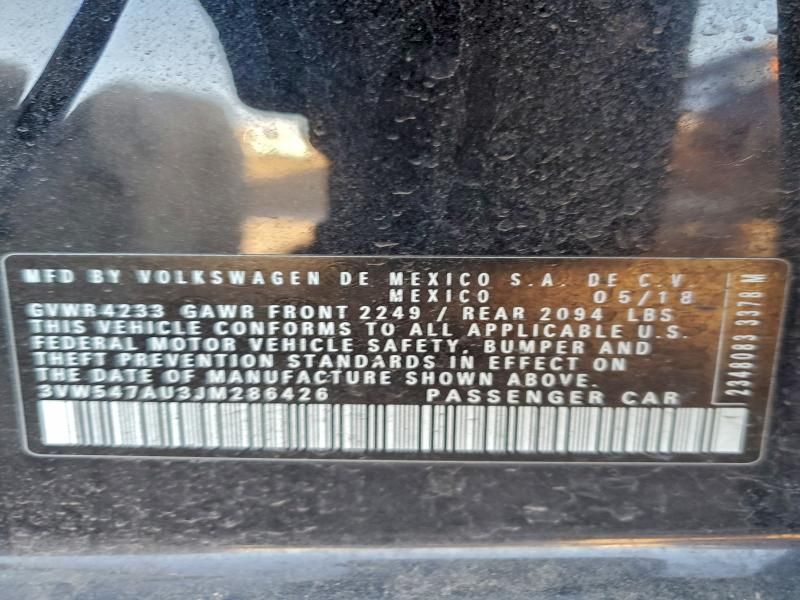 MFD BY VOLKSWAGEN DE MEXICO S.A. DE C.V.
MEXICO 05/18
GVWR 4233 GAWR FRONT 2249 / REAR 2094 LBS
THIS VEHICLE CONFORMS TO ALL APPLICABLE U.S.
FEDERAL MOTOR VEHICLE SAFETY, BUMPER AND
THEFT PREVENTION STANDARDS IN EFFECT ON
THE DATE OF MANUFACTURE SHOWN ABOVE.
3VW547AU3JM286426 PASSENGER CAR
2348063 3378 M